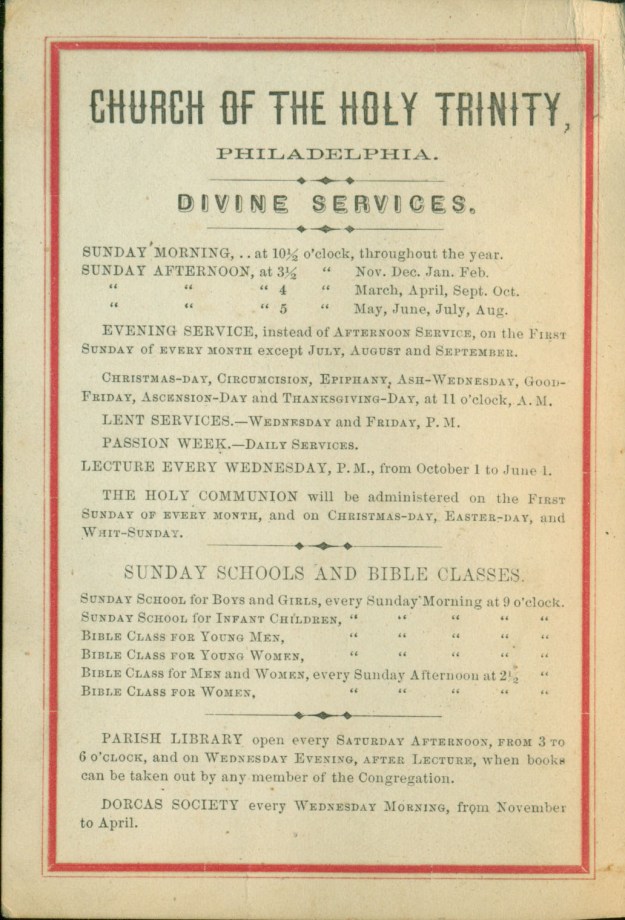 CHURCH OF THE HOLY TRINITY,
PHILADELPHIA.
DIVINE SERVICES.
SUNDAY MORNING, . . at 10½ o'clock, throughout the year.
SUNDAY AFTERNOON, at 3½ “ Nov. Dec. Jan. Feb.
“ “ “ 4 “ March, April, Sept. Oct.
“ “ “ 5 “ May, June, July, Aug.
EVENING SERVICE, instead of AFTERNOON SERVICE, on the FIRST
SUNDAY of EVERY MONTH except JULY, AUGUST and SEPTEMBER.
CHRISTMAS-DAY, CIRCUMCISION, EPIPHANY, ASH-WEDNESDAY, GOOD-
FRIDAY, ASCENSION-DAY and THANKSGIVING-DAY, at 11 o'clock, A. M.
LENT SERVICES.—WEDNESDAY and FRIDAY, P. M.
PASSION WEEK.—DAILY SERVICES.
LECTURE EVERY WEDNESDAY, P. M., from October 1 to June 1.
THE HOLY COMMUNION will be administered on the FIRST
SUNDAY OF EVERY MONTH, and on CHRISTMAS-DAY, EASTER-DAY, and
WHIT-SUNDAY.
SUNDAY SCHOOLS AND BIBLE CLASSES.
SUNDAY SCHOOL for BOYS and GIRLS, every Sunday Morning at 9 o'clock.
SUNDAY SCHOOL for INFANT CHILDREN, “ “ “ “ “
BIBLE CLASS FOR YOUNG MEN, “ “ “ “ “
BIBLE CLASS FOR YOUNG WOMEN, “ “ “ “ “
BIBLE CLASS for MEN and WOMEN, every Sunday Afternoon at 2½ “
BIBLE CLASS FOR WOMEN, “ “ “ “ “
PARISH LIBRARY open every SATURDAY AFTERNOON, FROM 3 TO
6 O'CLOCK, and on WEDNESDAY EVENING, AFTER LECTURE, when books
can be taken out by any member of the Congregation.
DORCAS SOCIETY every WEDNESDAY MORNING, from November
to April.